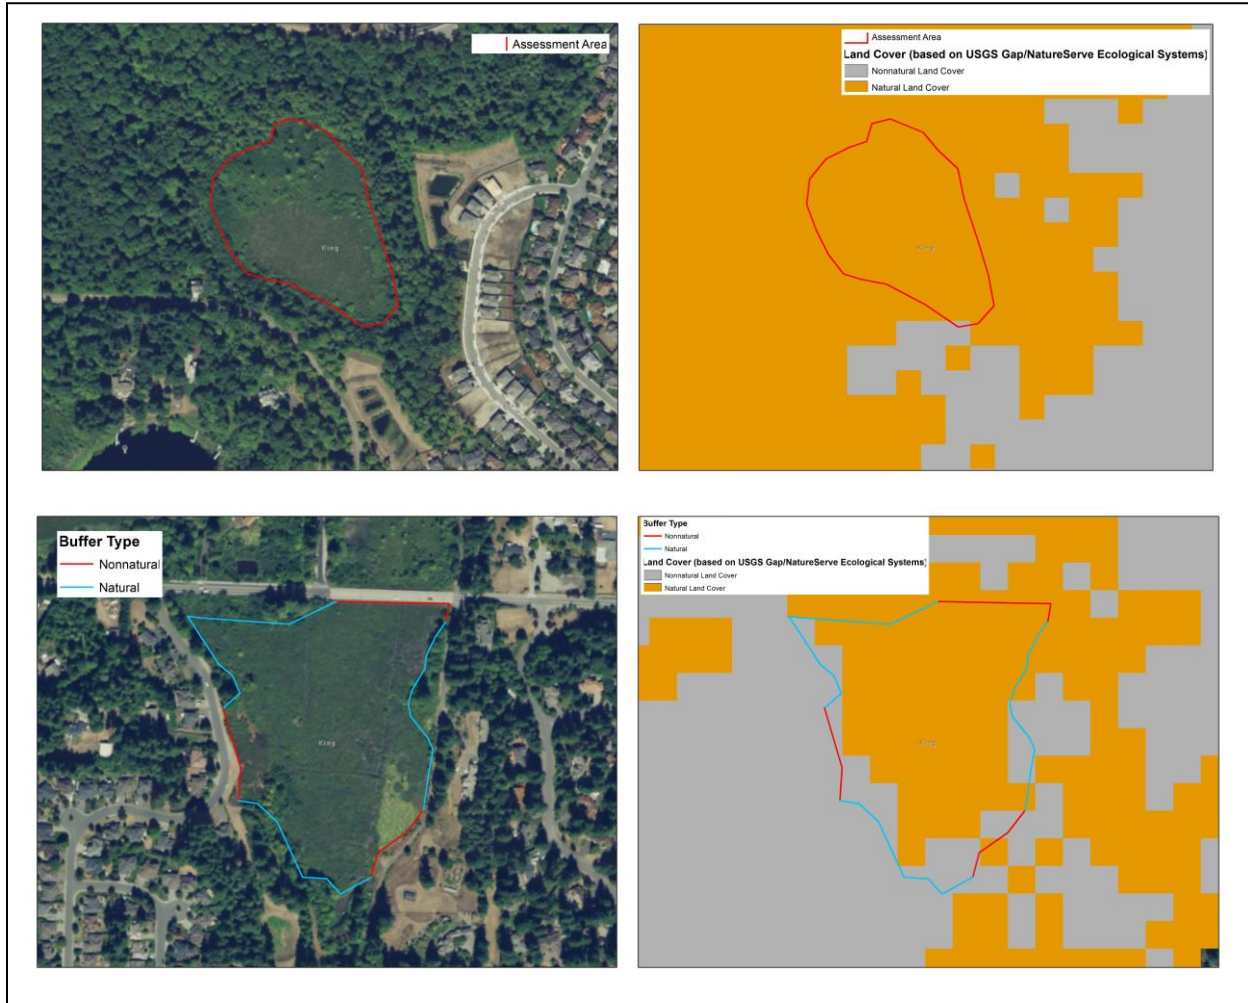 Assessment Area
King
Assessment Area
Land Cover (based on USGS Gap/NatureServe Ecological Systems)
Nonnatural Land Cover
Natural Land Cover
King
Buffer Type
Nonnatural
Natural
King
Buffer Type
Nonnatural
Natural
Land Cover (based on USGS Gap/NatureServe Ecological Systems)
Nonnatural Land Cover
Natural Land Cover
King